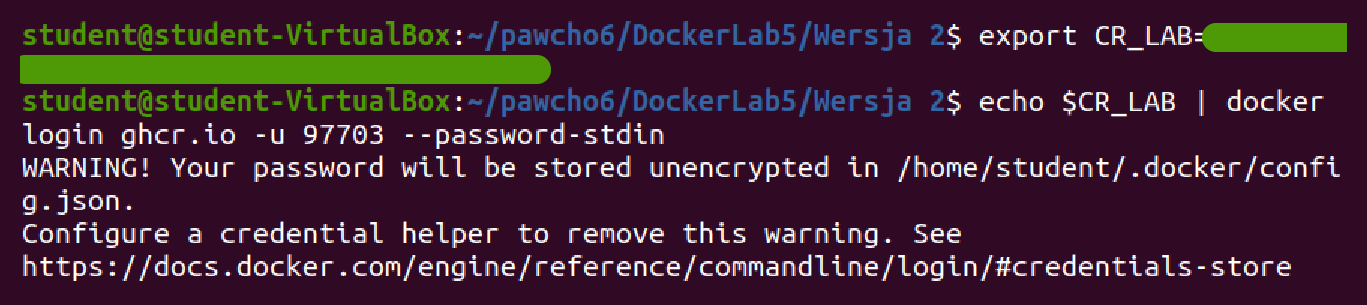 student@student-VirtualBox:~/pawcho6/DockerLab5/Wersja 2$ export CR_LAB=
student@student-VirtualBox:~/pawcho6/DockerLab5/Wersja 2$ echo $CR_LAB | docker
login ghcr.io -u 97703 --password-stdin
WARNING! Your password will be stored unencrypted in /home/student/.docker/confi
g.json.
Configure a credential helper to remove this warning. See
https://docs.docker.com/engine/reference/commandline/login/#credentials-store